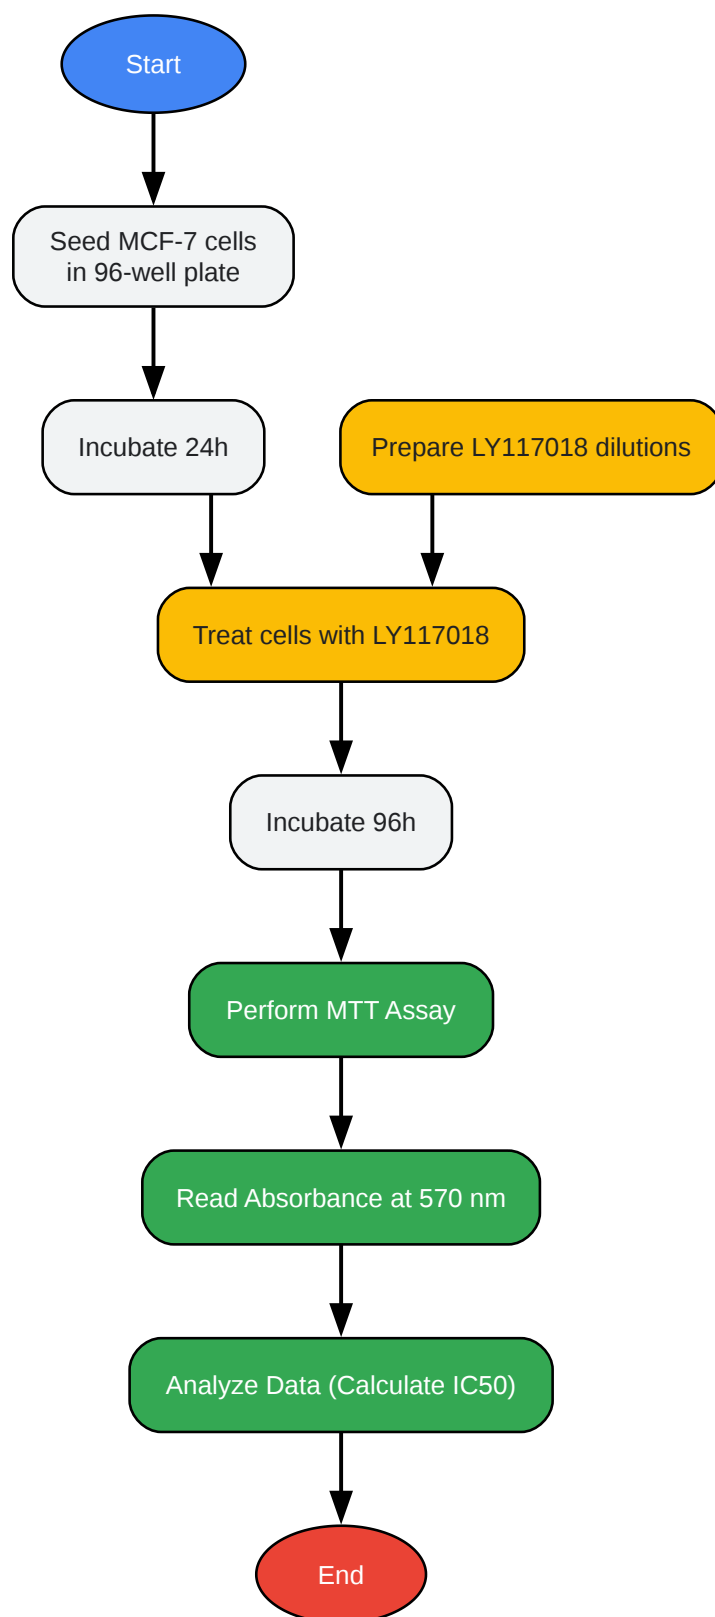 Start
Seed MCF-7 cells
in 96-well plate
Incubate 24h
Prepare LY117018 dilutions
Treat cells with LY117018
Incubate 96h
Perform MTT Assay
Read Absorbance at 570 nm
Analyze Data (Calculate IC50)
End